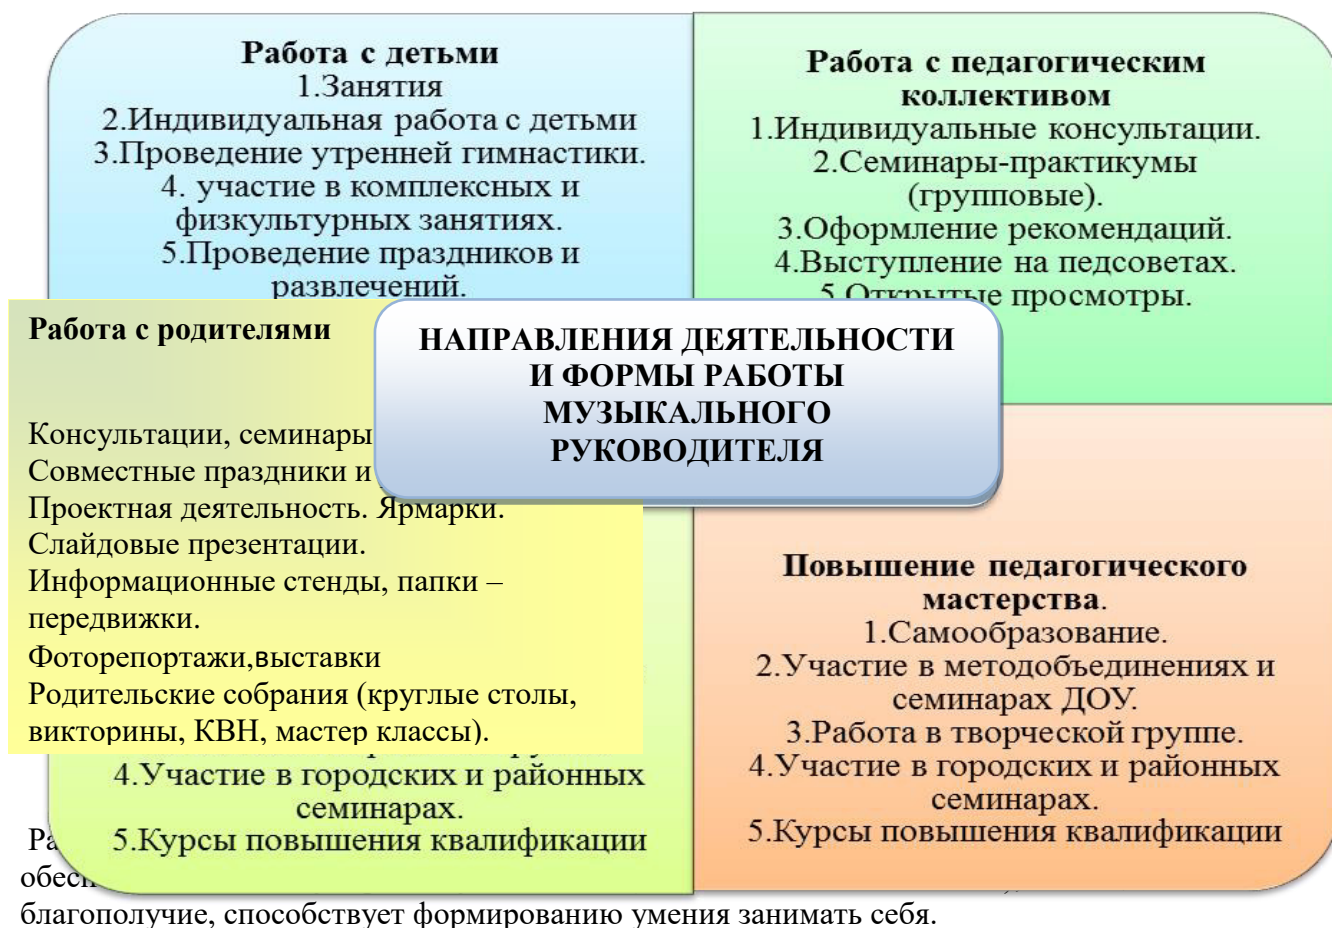 Работа с детьми
1.Занятия
2.Индивидуальная работа с детьми
3.Проведение утренней гимнастики.
4. участие в комплексных и
физкультурных занятиях.
5.Проведение праздников и
развлечений.
Работа с педагогическим
коллективом
1.Индивидуальные консультации.
2.Семинары-практикумы
(групповые).
3.Оформление рекомендаций.
4.Выступление на педсоветах.
5.Открытые просмотры.
НАПРАВЛЕНИЯ ДЕЯТЕЛЬНОСТИ
И ФОРМЫ РАБОТЫ
МУЗЫКАЛЬНОГО
РУКОВОДИТЕЛЯ
Работа с родителями
Консультации, семинары
Совместные праздники и
Проектная деятельность. Ярмарки.
Слайдовые презентации.
Информационные стенды, папки –
передвижки.
Фоторепортажи,выставки
Родительские собрания (круглые столы,
викторины, КВН, мастер классы).
4.Участие в городских и районных
семинарах.
5.Курсы повышения квалификации
Повышение педагогического
мастерства.
1.Самообразование.
2.Участие в методобъединениях и
семинарах ДОУ.
3.Работа в творческой группе.
4.Участие в городских и районных
семинарах.
5.Курсы повышения квалификации
благополучие, способствует формированию умения занимать себя.